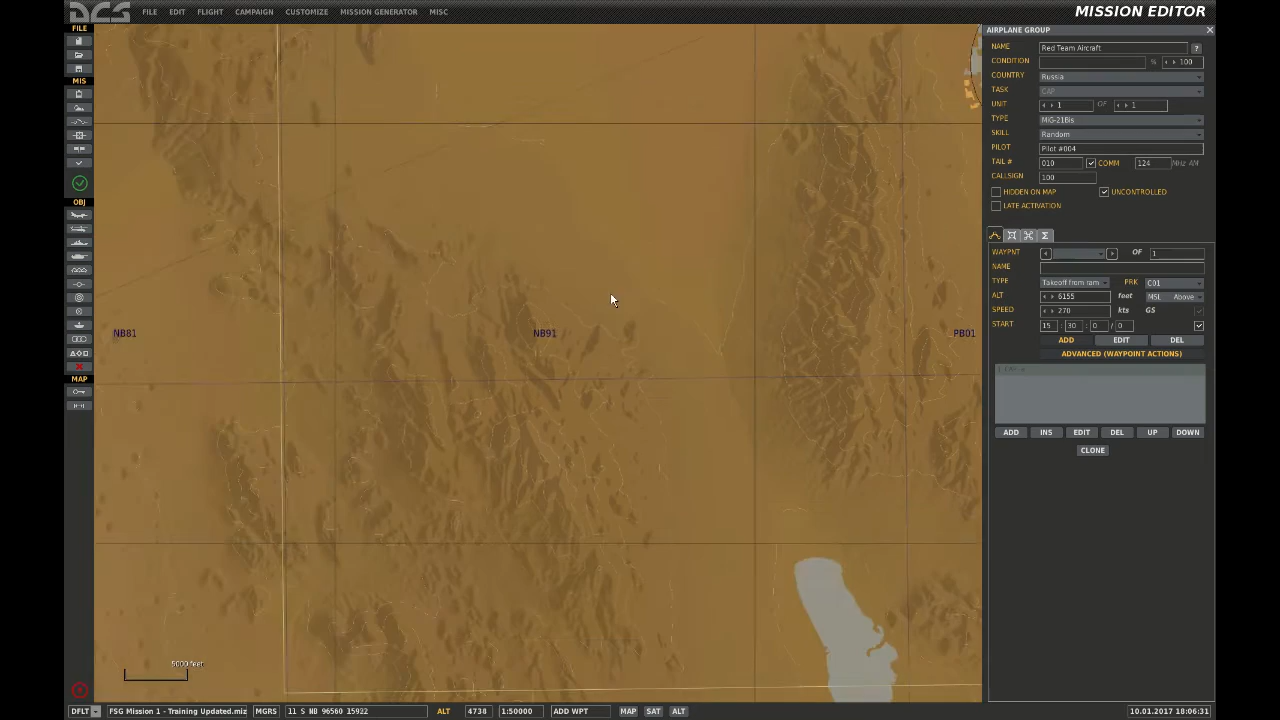 DCS FILE EDIT FLIGHT CAMPAIGN CUSTOMIZE MISSION GENERATOR MISC MISSION EDITOR
FILE
MIS
OBJ
MAP
NB81
NB91
PB01
5000 feet
AIRPLANE GROUP
NAME Red Team Aircraft ?
CONDITION % 100
COUNTRY Russia
TASK CAP
UNIT 1 OF 1
TYPE MiG-21Bis
SKILL Random
PILOT Pilot #004
TAIL # 010 COMM 124 MHz AM
CALLSIGN 100
HIDDEN ON MAP UNCONTROLLED
LATE ACTIVATION
WAYPNT OF 1
NAME
TYPE Takeoff from ram PRK C01
ALT 6155 feet MSL Above
SPEED 270 kts GS
START 15 : 30 : 0 / 0
ADD EDIT DEL
ADVANCED (WAYPOINT ACTIONS)
ADD INS EDIT DEL UP DOWN
CLONE
DFLT FSG Mission 1 - Training Updated.miz MGRS 11 S NB 96560 15922 ALT 4738 1:50000 ADD WPT MAP SAT ALT 10.01.2017 18:06:31